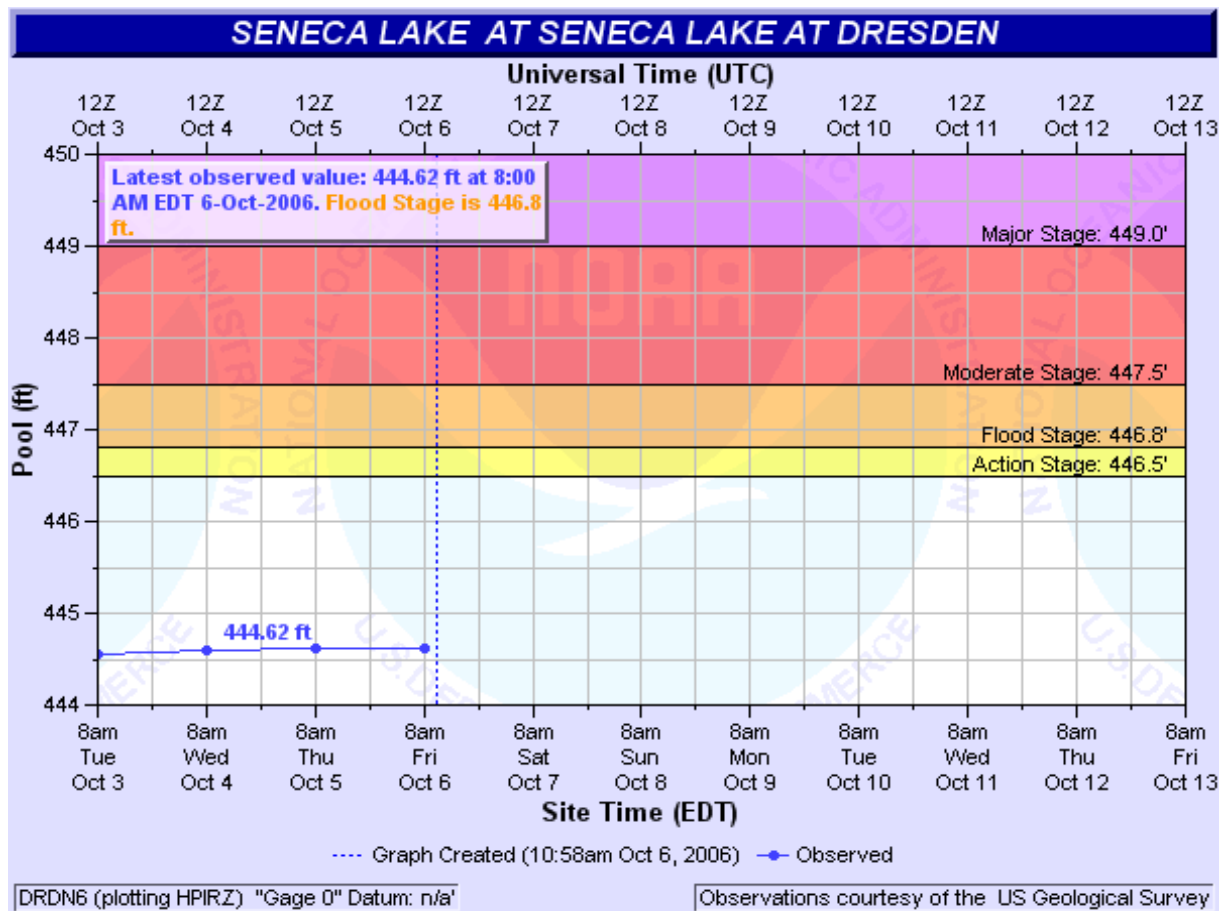 SENECA LAKE AT SENECA LAKE AT DRESDEN
Universal Time (UTC)
12Z 12Z 12Z 12Z 12Z 12Z 12Z 12Z 12Z 12Z 12Z
Oct 3 Oct 4 Oct 5 Oct 6 Oct 7 Oct 8 Oct 9 Oct 10 Oct 11 Oct 12 Oct 13
450
Latest observed value: 444.62 ft at 8:00
AM EDT 6-Oct-2006. Flood Stage is 446.8
ft.
Major Stage: 449.0'
449
NOAA
448
Moderate Stage: 447.5'
Pool (ft)
447
Flood Stage: 446.8'
Action Stage: 446.5'
446
445
444.62 ft
444
8am 8am 8am 8am 8am 8am 8am 8am 8am 8am 8am
Tue Wed Thu Fri Sat Sun Mon Tue Wed Thu Fri
Oct 3 Oct 4 Oct 5 Oct 6 Oct 7 Oct 8 Oct 9 Oct 10 Oct 11 Oct 12 Oct 13
Site Time (EDT)
Graph Created (10:58am Oct 6, 2006) Observed
DRDN6 (plotting HPIRZ) "Gage 0" Datum: n/a'
Observations courtesy of the US Geological Survey